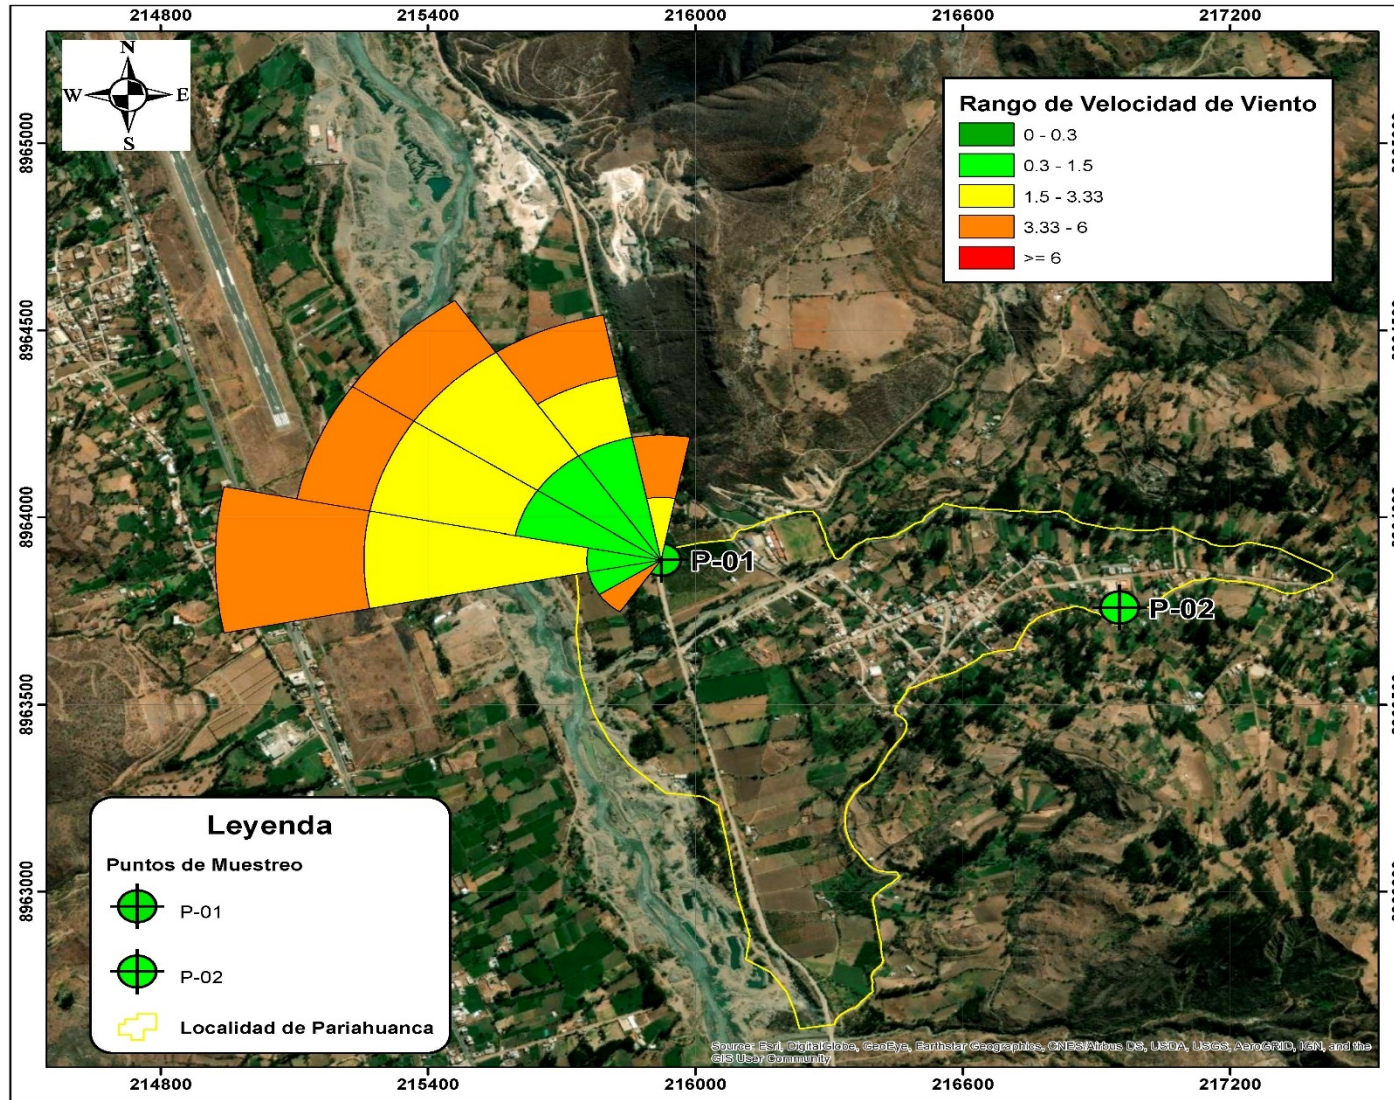 214800 215400 216000 216600 217200
N
W E
S
Rango de Velocidad de Viento
0 - 0.3
0.3 - 1.5
1.5 - 3.33
3.33 - 6
>= 6
8965000
8964500
8964000
8963500
8963000
P-01
P-02
Leyenda
Puntos de Muestreo
P-01
P-02
Localidad de Pariahuanca
Source: Esri, DigitalGlobe, GeoEye, Earthstar Geographics, CNES/Airbus DS, USDA, USGS, AeroGRID, IGN, and the
GIS User Community
214800 215400 216000 216600 217200